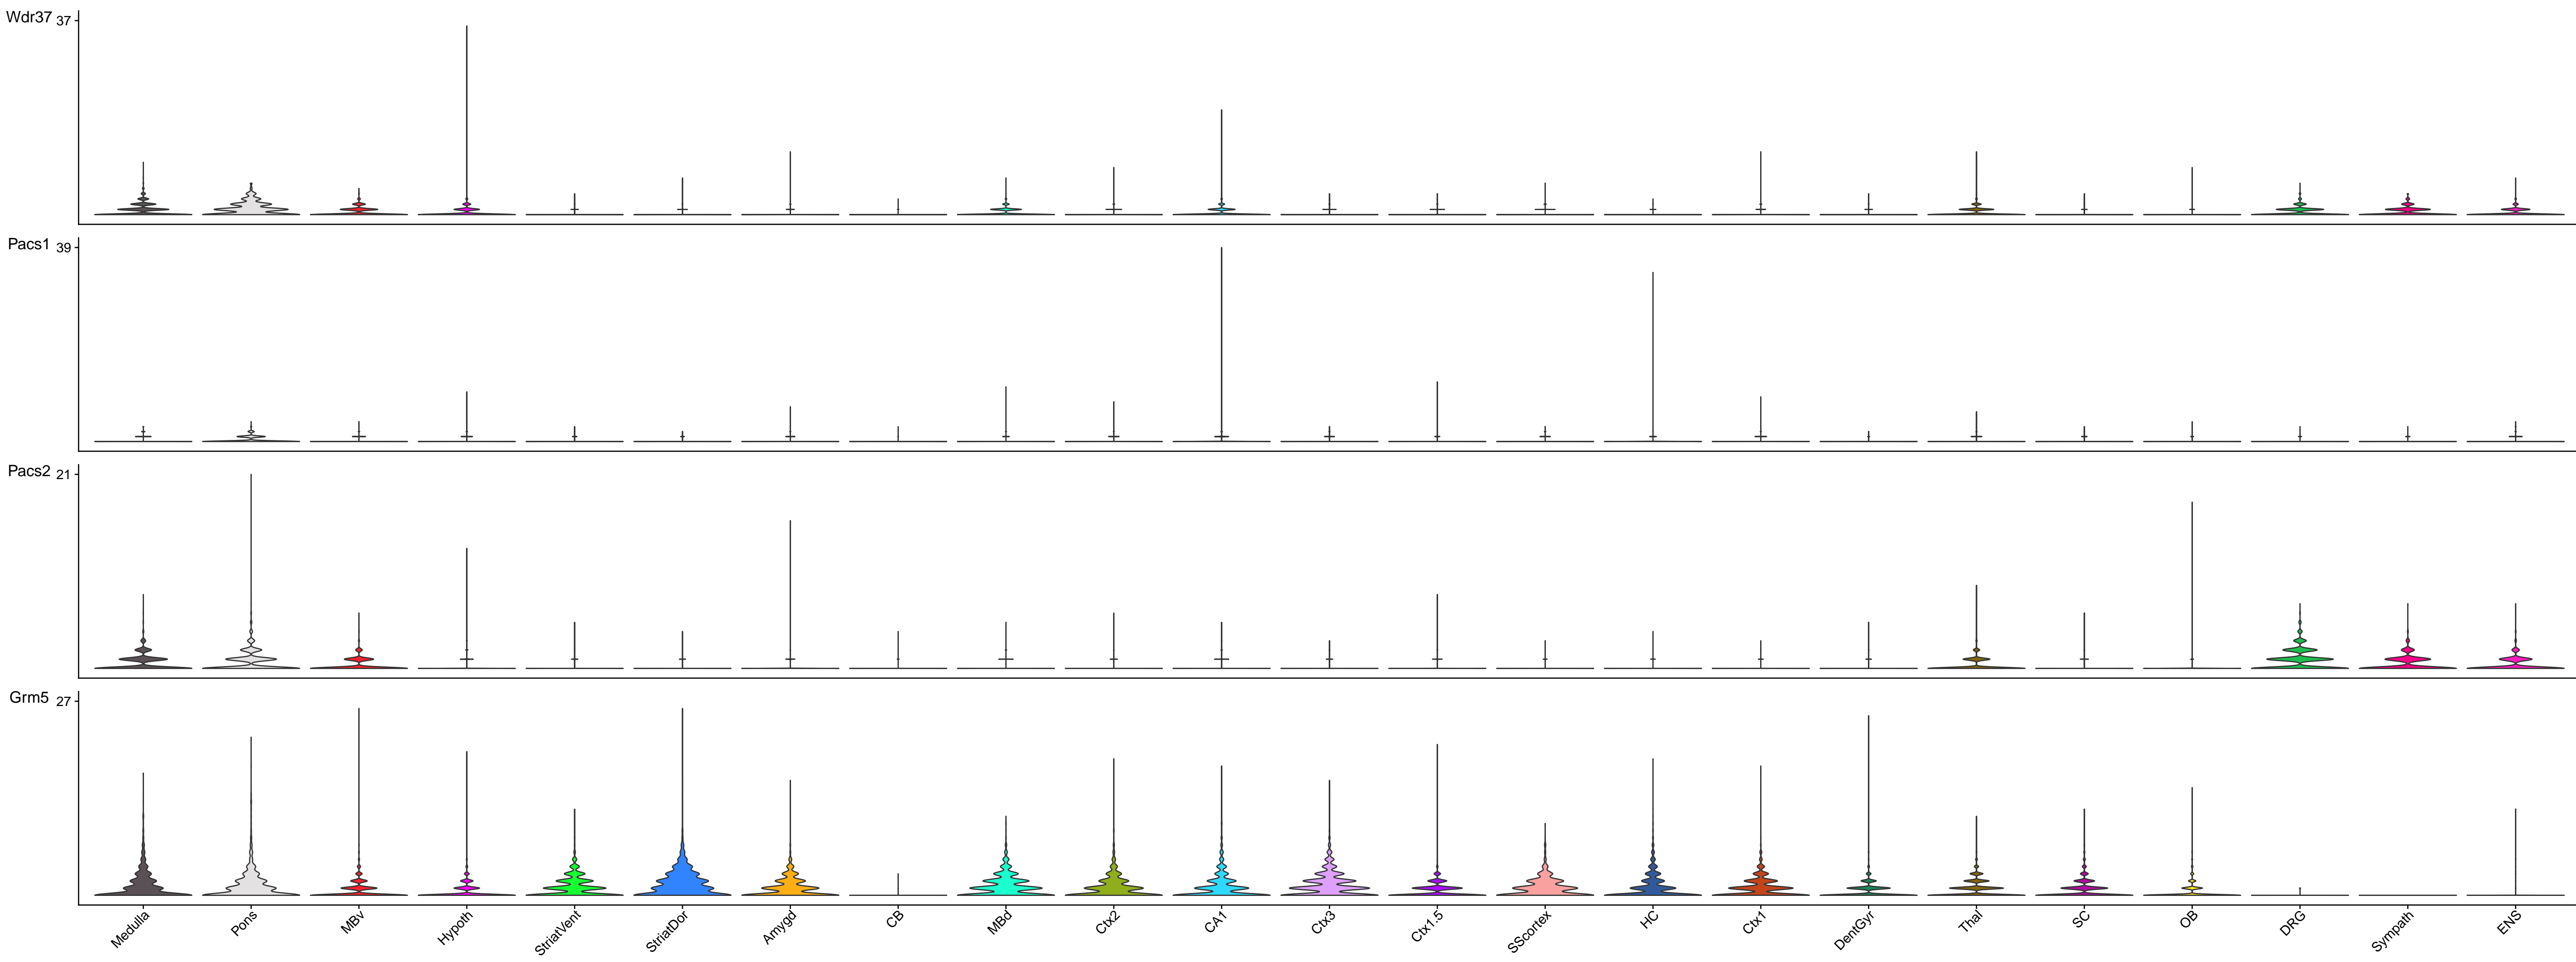 Wdr37 37
Pacs1 39
Pacs2 21
Grm5 27
Medulla Pons MBv Hypoth StriatVent StriatDor Amygd CB MBd Ctx2 CA1 Ctx3 Ctx1.5 SScortex HC Ctx1 DentGyr Thal SC OB DRG Sympath ENS